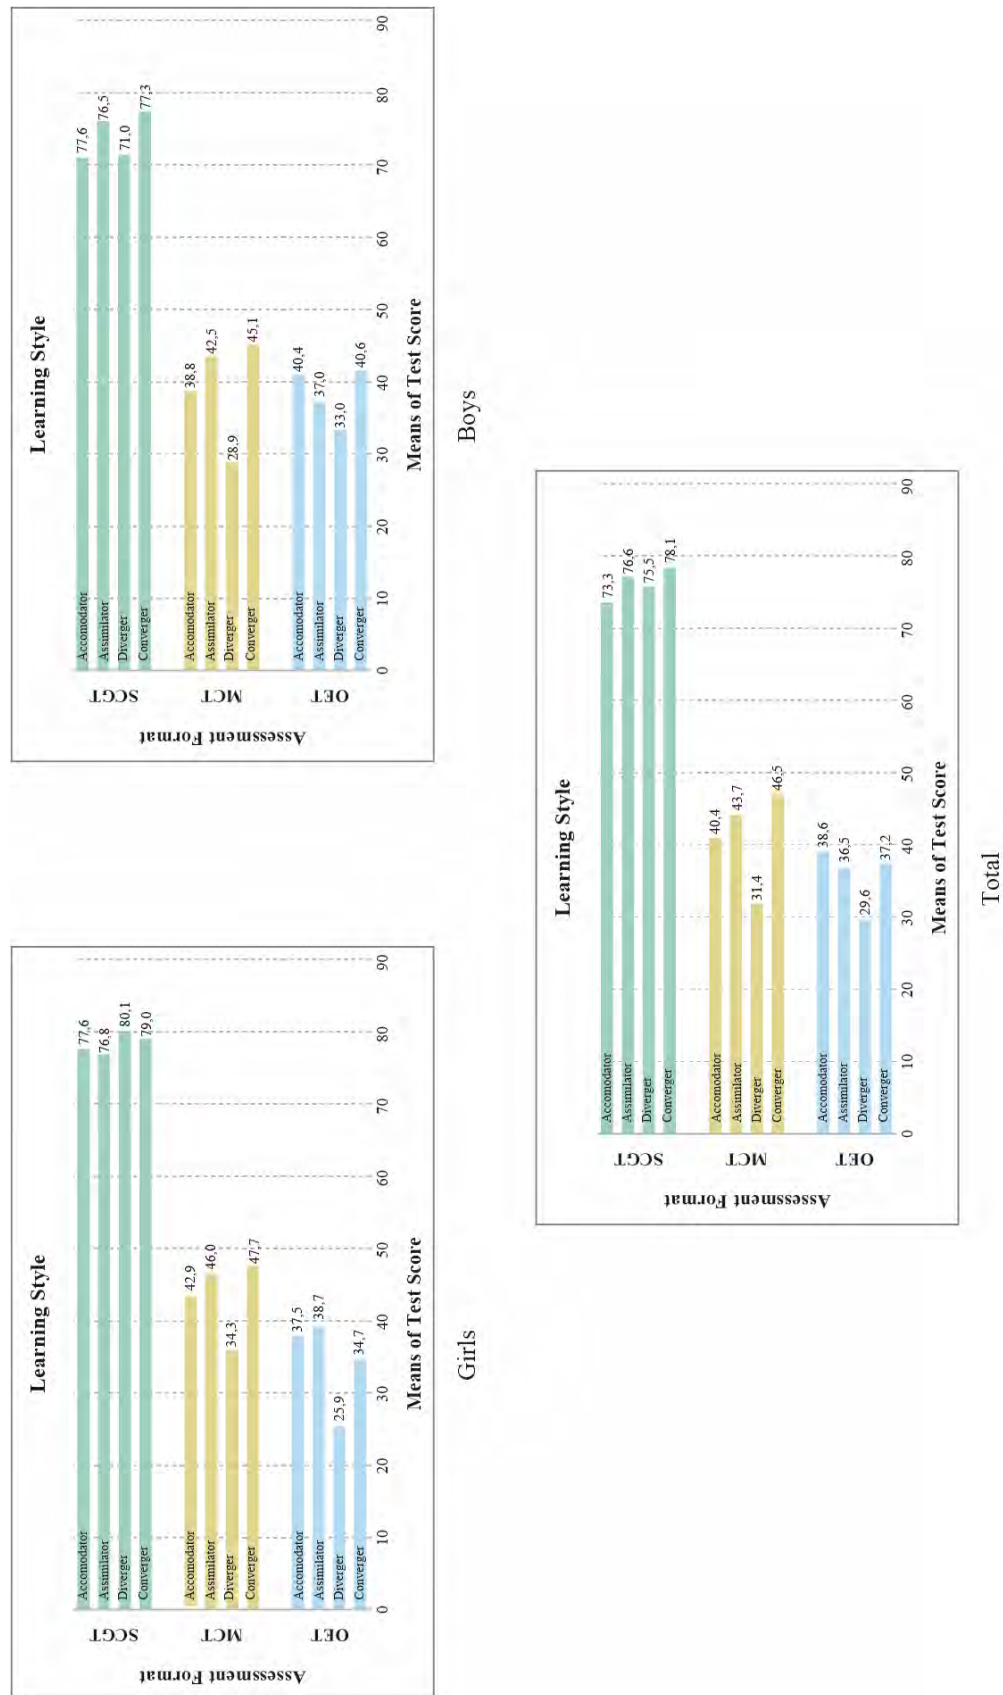 Learning Style
Assessment Format
SCGT
Accomodator
77,6
Assimilator
76,8
Diverger
80,1
Converger
79,0
MCT
Accomodator
42,9
Assimilator
46,0
Diverger
34,3
Converger
47,7
OET
Accomodator
37,5
Assimilator
38,7
Diverger
25,9
Converger
34,7
0 10 20 30 40 50 60 70 80 90
Means of Test Score
Girls
Learning Style
Assessment Format
SCGT
Accomodator
77,6
Assimilator
76,5
Diverger
71,0
Converger
77,3
MCT
Accomodator
38,8
Assimilator
42,5
Diverger
28,9
Converger
45,1
OET
Accomodator
40,4
Assimilator
37,0
Diverger
33,0
Converger
40,6
0 10 20 30 40 50 60 70 80 90
Means of Test Score
Boys
Learning Style
Assessment Format
SCGT
Accomodator
73,3
Assimilator
76,6
Diverger
75,5
Converger
78,1
MCT
Accomodator
40,4
Assimilator
43,7
Diverger
31,4
Converger
46,5
OET
Accomodator
38,6
Assimilator
36,5
Diverger
29,6
Converger
37,2
0 10 20 30 40 50 60 70 80 90
Means of Test Score
Total